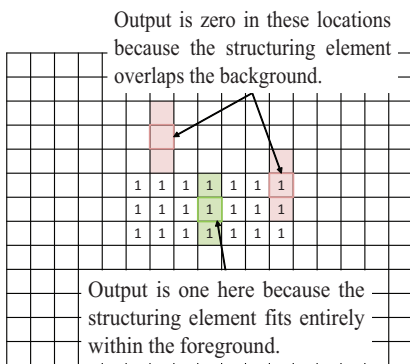 Output is zero in these locations
because the structuring element
overlaps the background.
1 1 1 1 1 1 1
1 1 1 1 1 1 1
1 1 1 1 1 1 1
Output is one here because the
structuring element fits entirely
within the foreground.